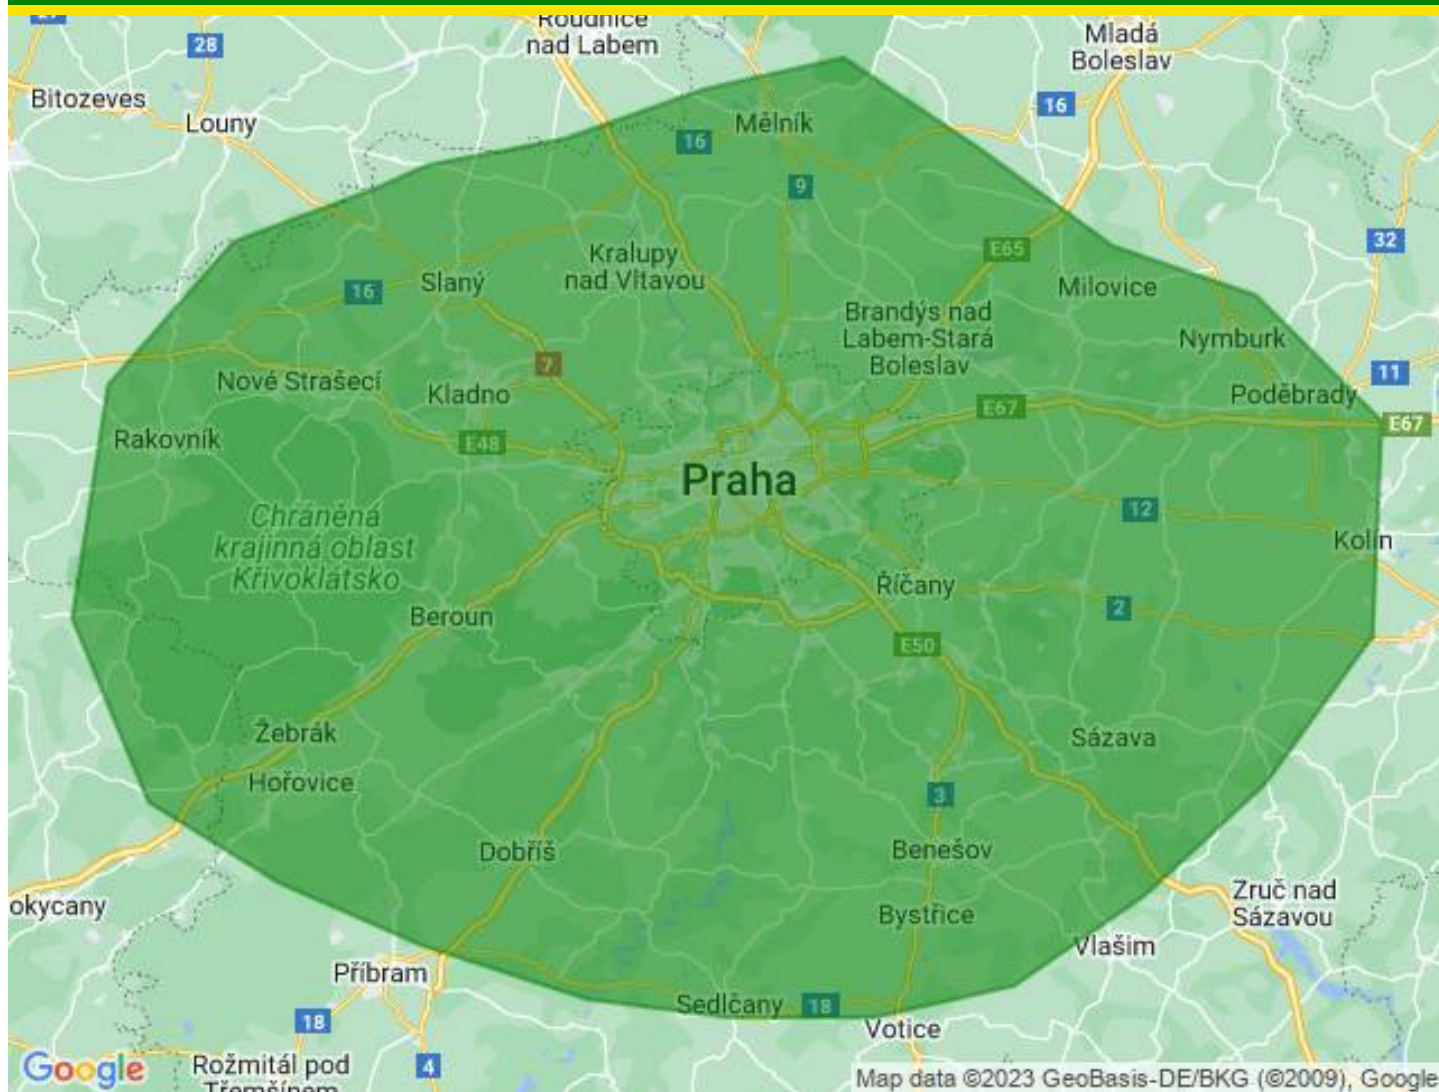 Roudnice
nad Labem
Mladá
Boleslav
28
Bitozeves
16
Louny
Mělník
16
9
32
E65
Kralupy
nad Vltavou
Slaný
16
Milovice
Brandýs nad
Labem-Stará
Boleslav
Nymburk
7
11
Nové Strašecí
Kladno
Poděbrady
E67
E67
Rakovník
E48
Praha
12
Chráněná
krajinná oblast
Křivoklátsko
Kolín
Říčany
Beroun
2
E50
Žebrák
Sázava
Hořovice
3
Dobříš
Benešov
okycany
Zruč nad
Sázavou
Bystřice
Vlašim
Příbram
Sedlčany
18
18
Votice
Google
Rožmitál pod
Třemšínem
4
Map data ©2023 GeoBasis-DE/BKG (©2009), Google